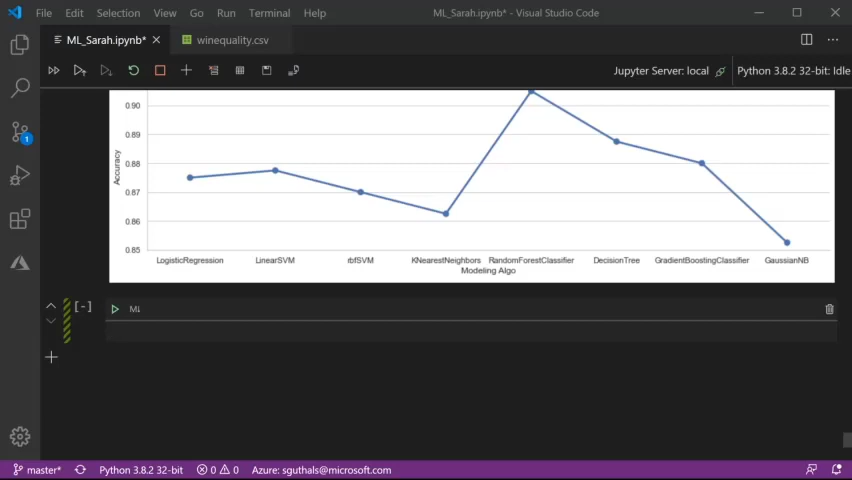 File Edit Selection View Go Run Terminal Help ML_Sarah.ipynb* - Visual Studio Code
ML_Sarah.ipynb* winequality.csv
Jupyter Server: local Python 3.8.2 32-bit: Idle
0.90
0.89
0.88
0.87
0.86
0.85
Accuracy
LogisticRegression LinearSVM rbfSVM KNearestNeighbors RandomForestClassifier DecisionTree GradientBoostingClassifier GaussianNB
Modeling Algo
[-] M↓
1
master* Python 3.8.2 32-bit 0 0 Azure: sguthals@microsoft.com